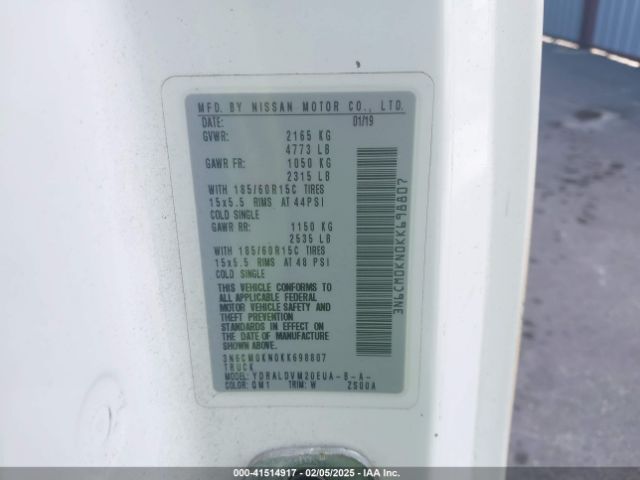 MFD. BY NISSAN MOTOR CO., LTD.
DATE: 01/19
GVWR: 2165 KG
4773 LB
GAWR FR: 1050 KG
2315 LB
WITH 185/60R15C TIRES
15x5.5 RIMS AT 44PSI
COLD SINGLE
GAWR RR: 1150 KG
2535 LB
WITH 185/60R15C TIRES
15x5.5 RIMS AT 48 PSI
COLD SINGLE
THIS VEHICLE CONFORMS TO
ALL APPLICABLE FEDERAL
MOTOR VEHICLE SAFETY AND
THEFT PREVENTION
STANDARDS IN EFFECT ON
THE DATE OF MANUFACTURE
SHOWN ABOVE.
3N6CM0KN0KK698807
TRUCK
MODEL: YDRALDVM20EUA-B-A-
COLOR: QM1 TRIM: W ZS00A
3N6CM0KN0KK698807
000-41514917 - 02/05/2025 - IAA Inc.